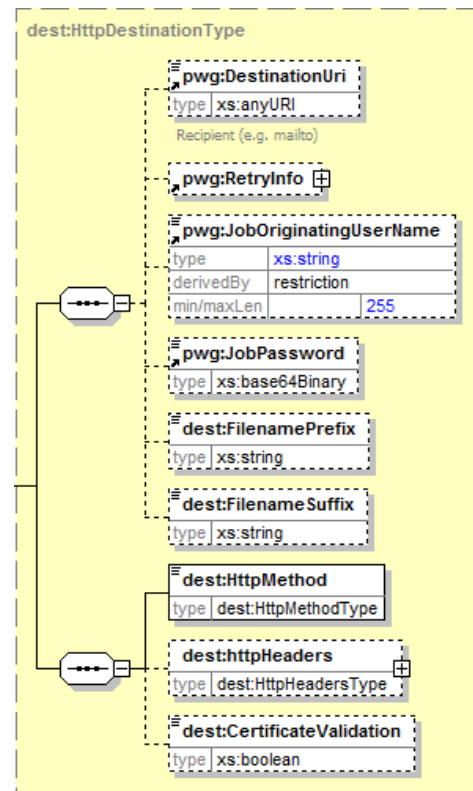 dest:HttpDestinationType
pwg:DestinationUri
type xs:anyURI
Recipient (e.g. mailto)
pwg:RetryInfo
pwg:JobOriginatingUserName
type xs:string
derivedBy restriction
min/maxLen 255
pwg:JobPassword
type xs:base64Binary
dest:FilenamePrefix
type xs:string
dest:FilenameSuffix
type xs:string
dest:HttpMethod
type dest:HttpMethodType
dest:httpHeaders
type dest:HttpHeadersType
dest:CertificateValidation
type xs:boolean